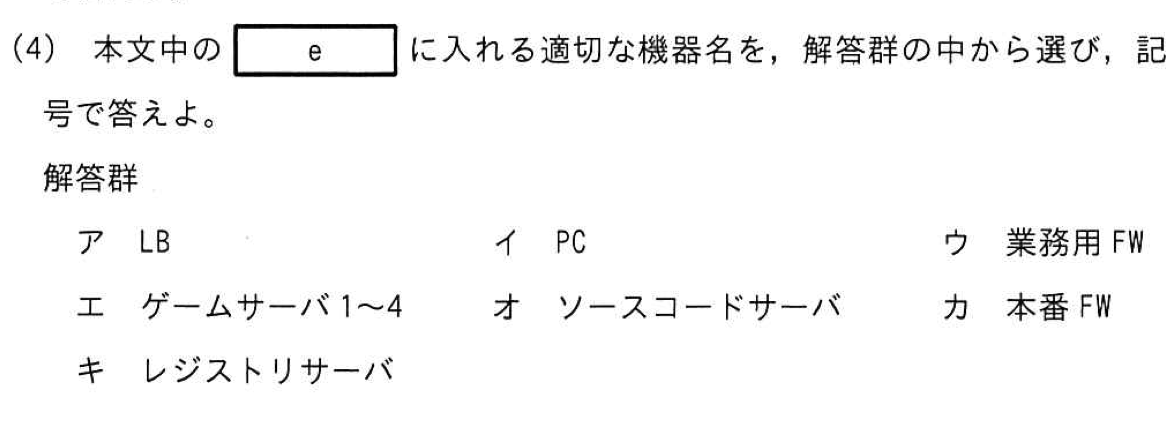 (4) 本文中の e に入れる適切な機器名を，解答群の中から選び，記
号で答えよ。
解答群
ア LB イ PC ウ 業務用 FW
エ ゲームサーバ 1～4 オ ソースコードサーバ カ 本番 FW
キ レジストリサーバ